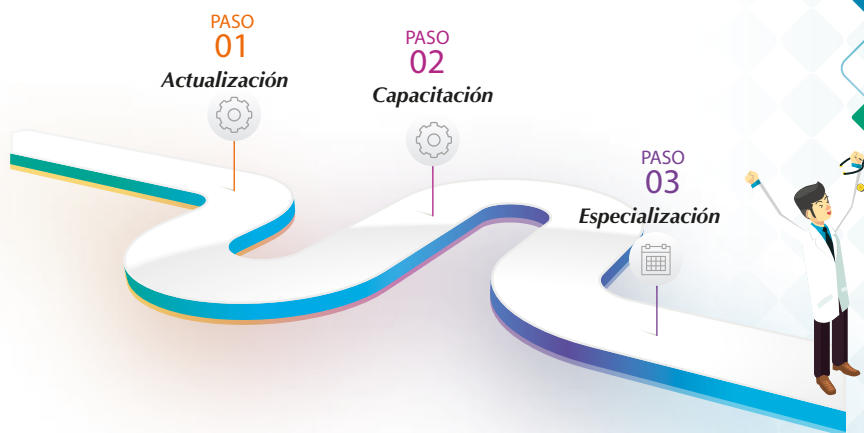 PASO
01
Actualización
PASO
02
Capacitación
PASO
03
Especialización